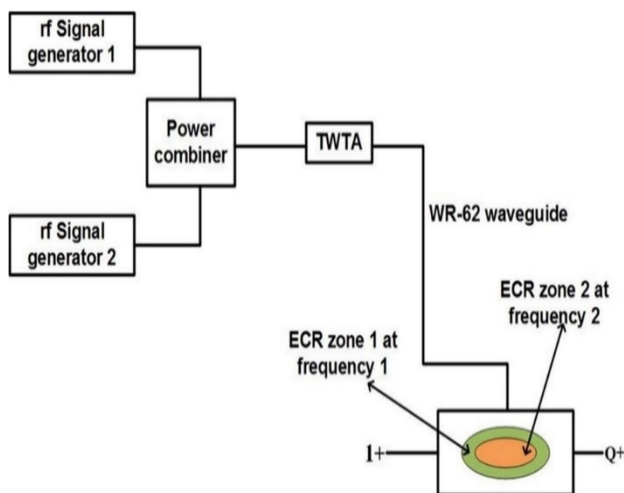 rf Signal
generator 1
Power
combiner
TWTA
rf Signal
generator 2
WR-62 waveguide
ECR zone 2 at
frequency 2
ECR zone 1 at
frequency 1
1+
Q+